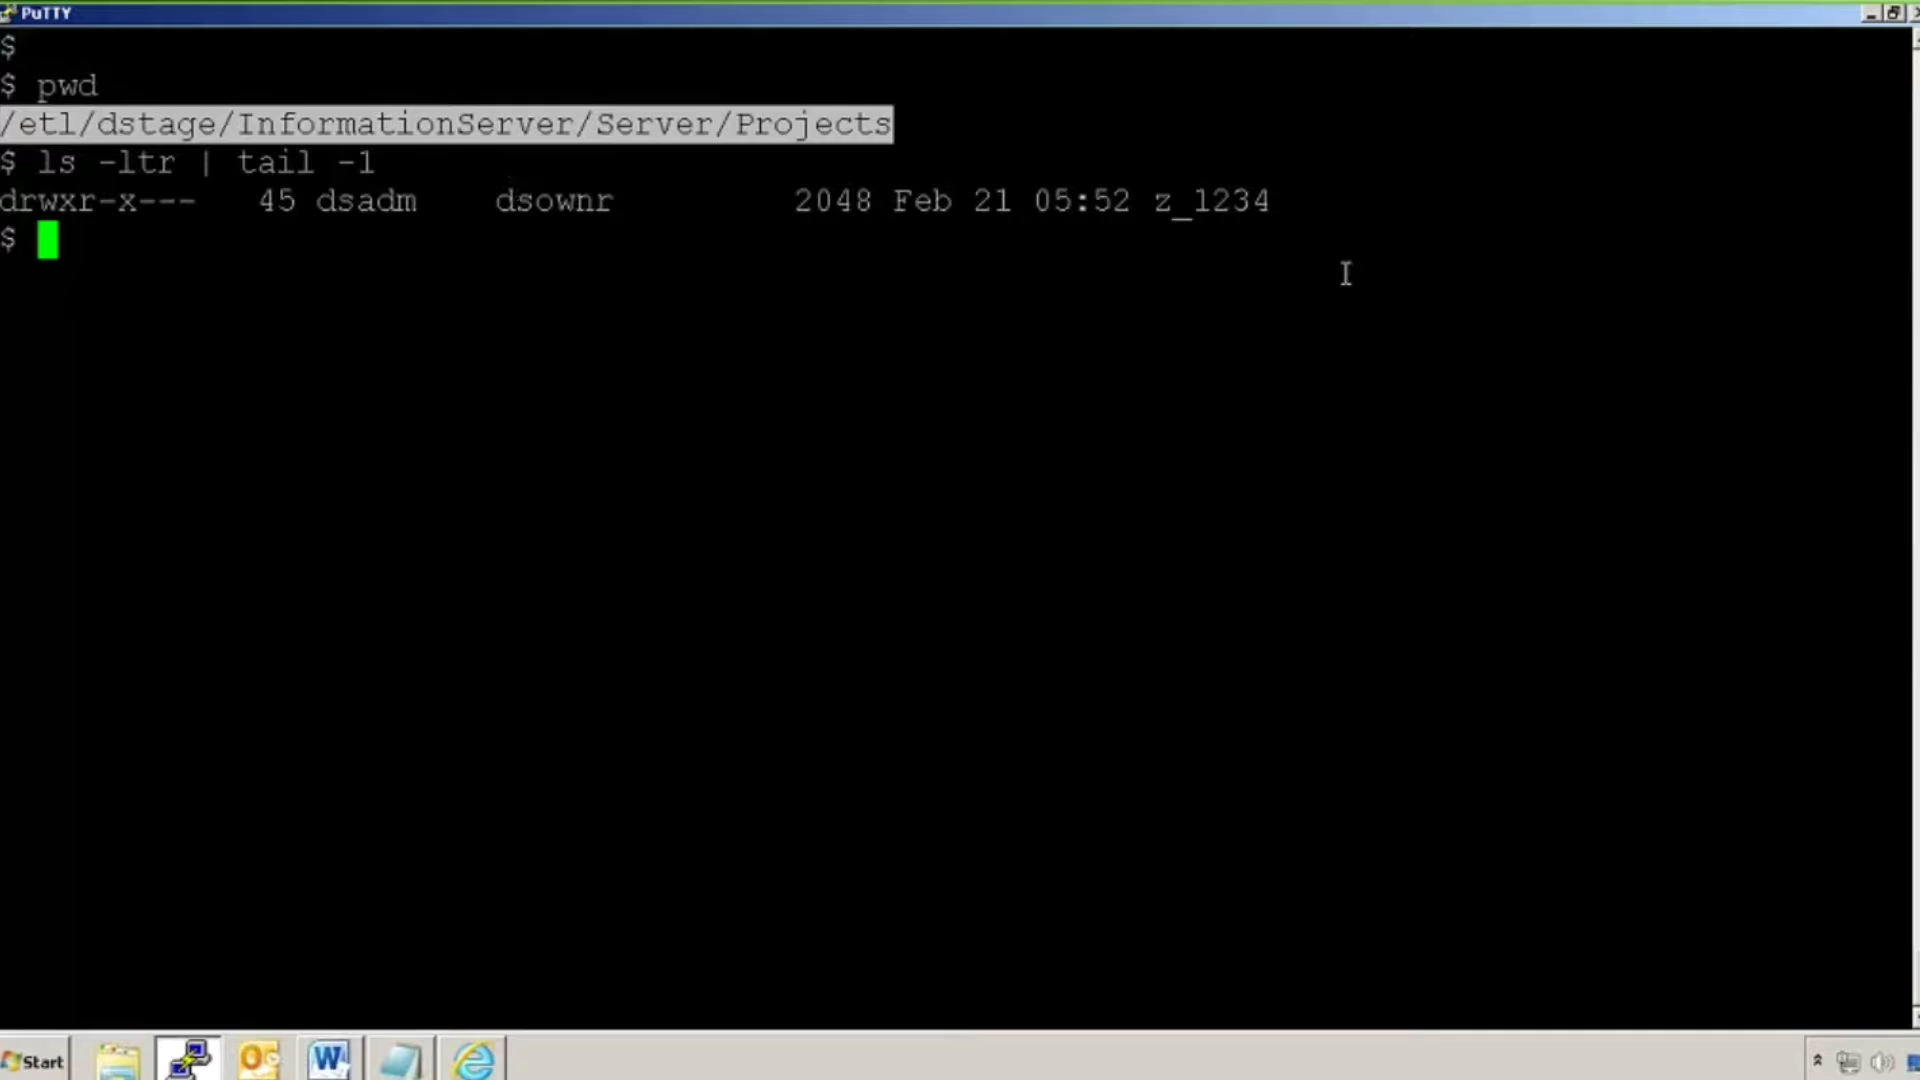 PuTTY
$
$ pwd
/etl/dstage/InformationServer/Server/Projects
$ ls -ltr | tail -1
drwxr-x---   45 dsadm    dsownr         2048 Feb 21 05:52 z_1234
$
Start